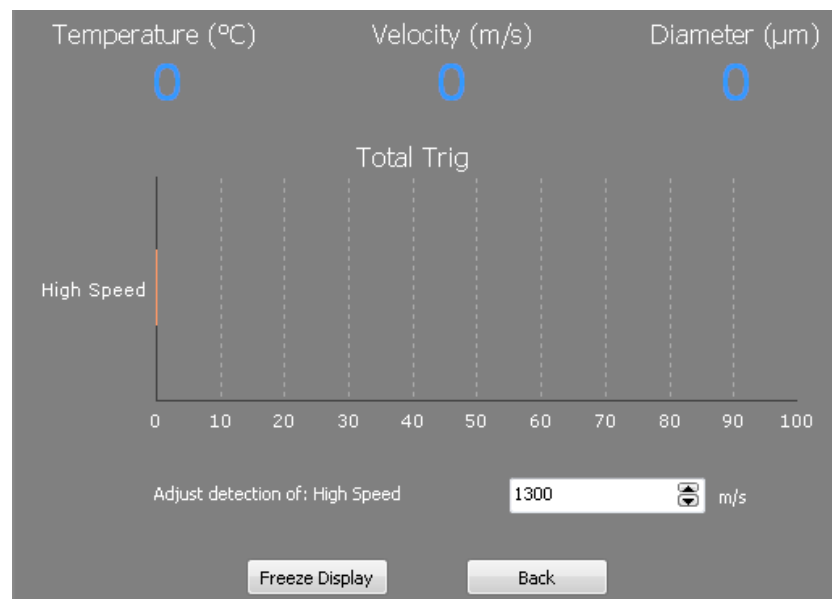 Temperature (ºC) Velocity (m/s) Diameter (µm)
0 0 0
Total Trig
High Speed
0 10 20 30 40 50 60 70 80 90 100
Adjust detection of: High Speed 1300 m/s
Freeze Display Back